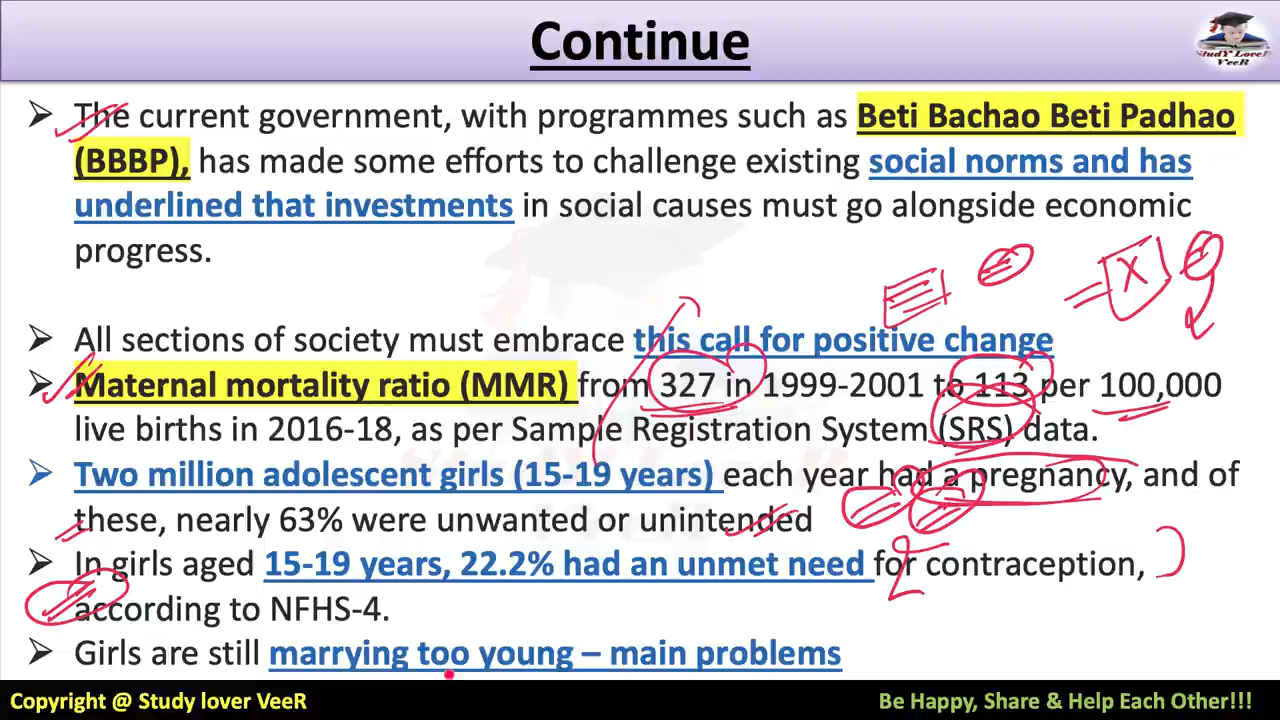 Continue
StudY LoveR
VeeR
➢ The current government, with programmes such as Beti Bachao Beti Padhao
(BBBP), has made some efforts to challenge existing social norms and has
underlined that investments in social causes must go alongside economic
progress.
➢ All sections of society must embrace this call for positive change
➢ Maternal mortality ratio (MMR) from 327 in 1999-2001 to 113 per 100,000
live births in 2016-18, as per Sample Registration System (SRS) data.
➢ Two million adolescent girls (15-19 years) each year had a pregnancy, and of
these, nearly 63% were unwanted or unintended
➢ In girls aged 15-19 years, 22.2% had an unmet need for contraception,
according to NFHS-4.
➢ Girls are still marrying too young – main problems
Copyright @ Study lover VeeR
Be Happy, Share & Help Each Other!!!